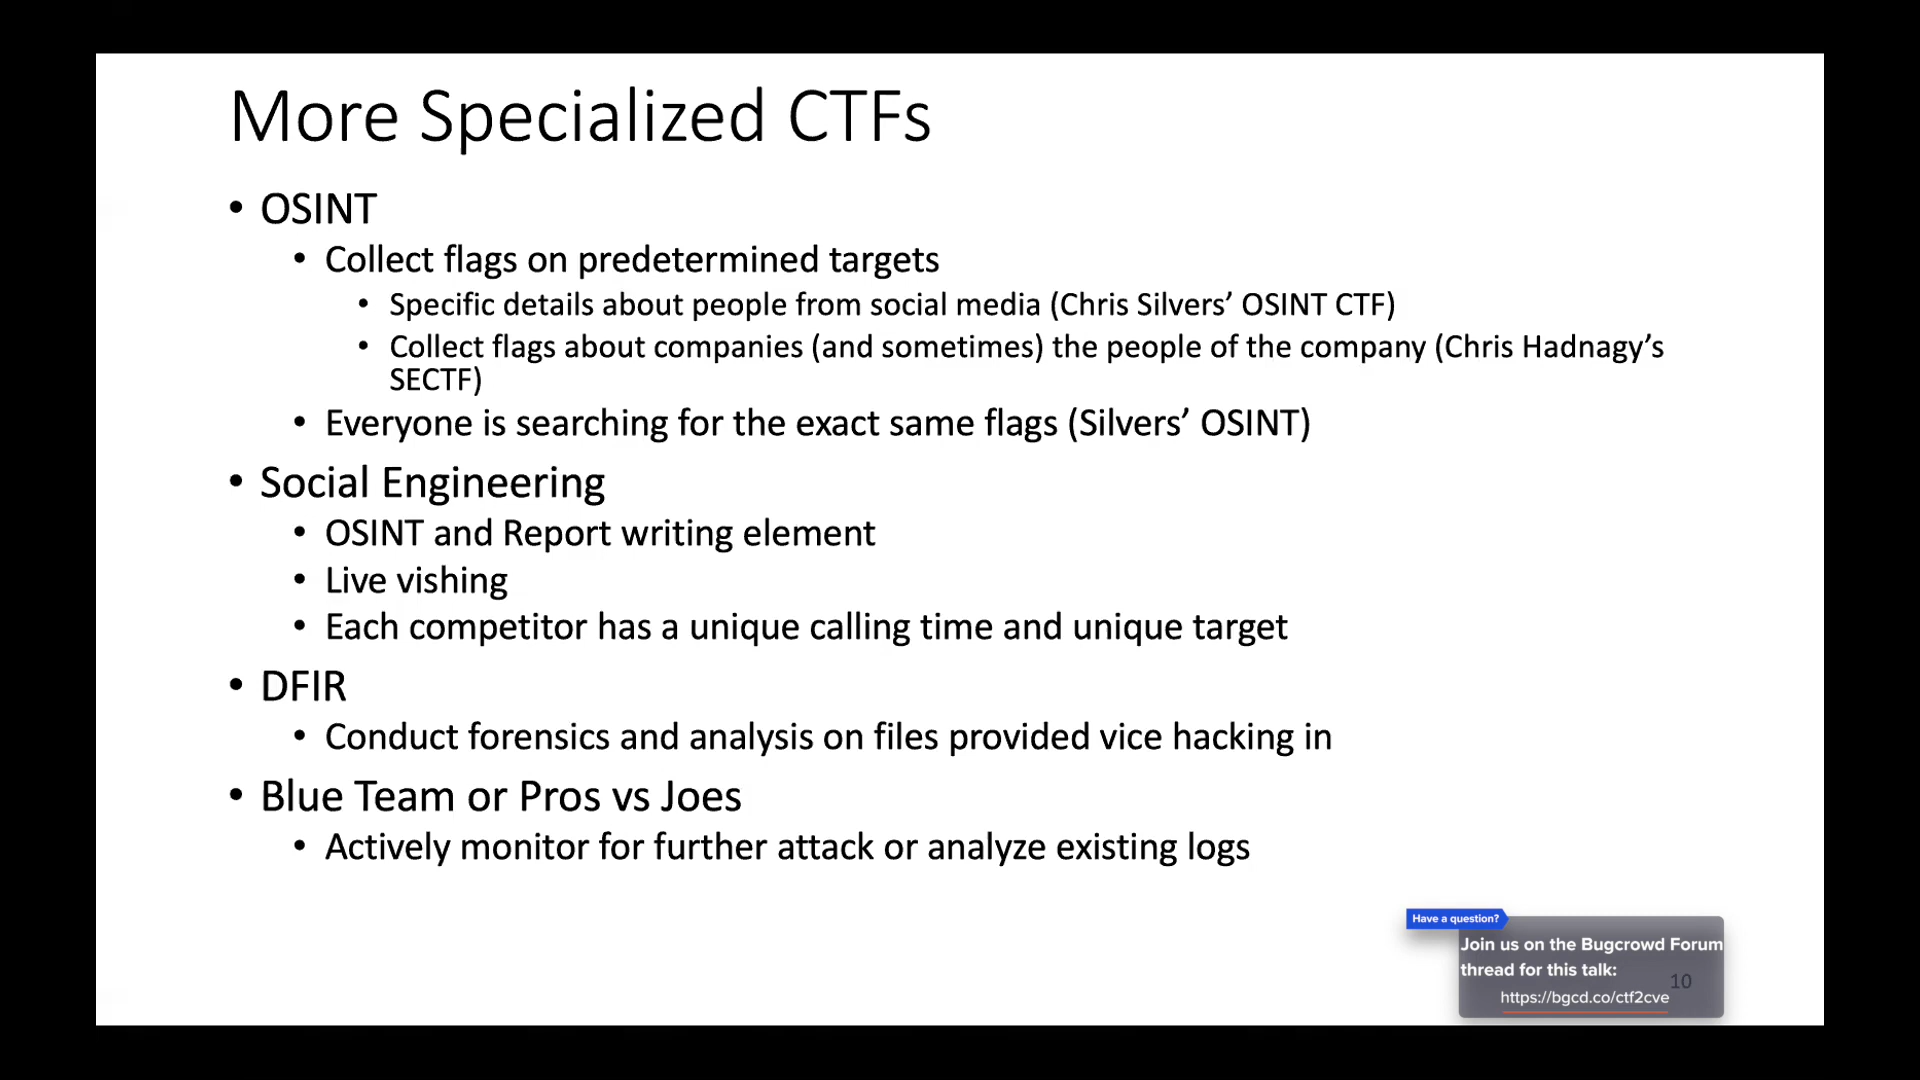 More Specialized CTFs
• OSINT
• Collect flags on predetermined targets
• Specific details about people from social media (Chris Silvers’ OSINT CTF)
• Collect flags about companies (and sometimes) the people of the company (Chris Hadnagy’s
SECTF)
• Everyone is searching for the exact same flags (Silvers’ OSINT)
• Social Engineering
• OSINT and Report writing element
• Live vishing
• Each competitor has a unique calling time and unique target
• DFIR
• Conduct forensics and analysis on files provided vice hacking in
• Blue Team or Pros vs Joes
• Actively monitor for further attack or analyze existing logs
Have a question?
Join us on the Bugcrowd Forum
thread for this talk:
10
https://bgcd.co/ctf2cve